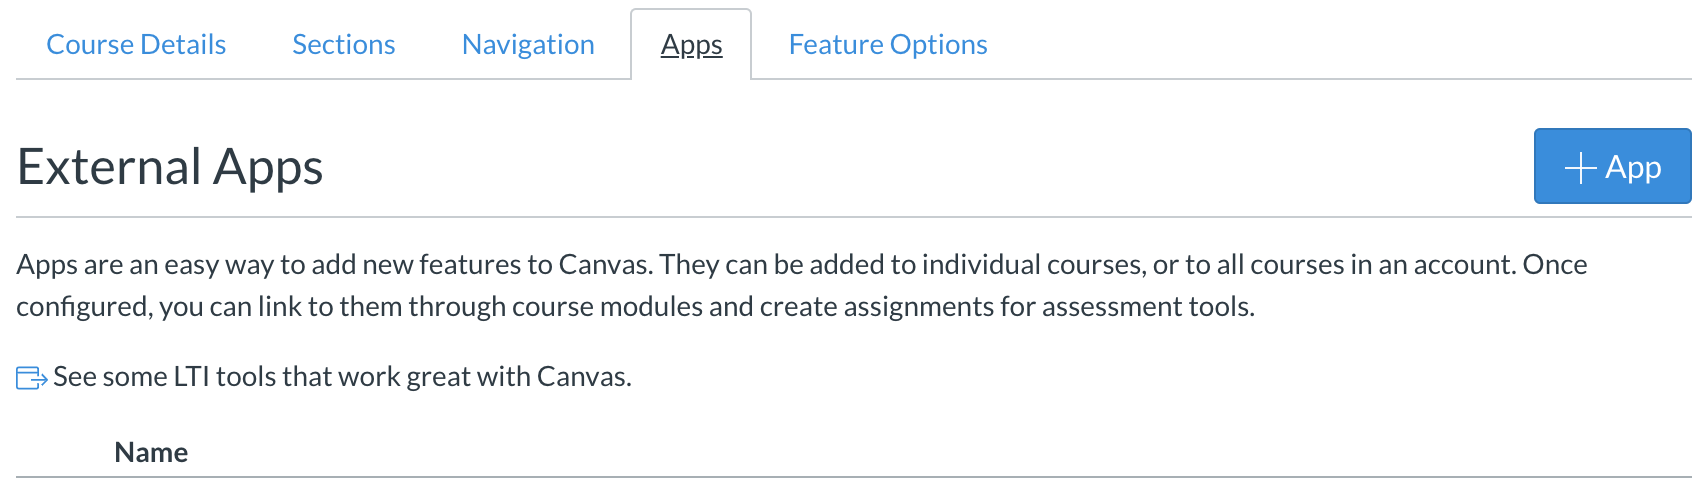 Course Details Sections Navigation Apps Feature Options
External Apps
+ App
Apps are an easy way to add new features to Canvas. They can be added to individual courses, or to all courses in an account. Once
configured, you can link to them through course modules and create assignments for assessment tools.
See some LTI tools that work great with Canvas.
Name